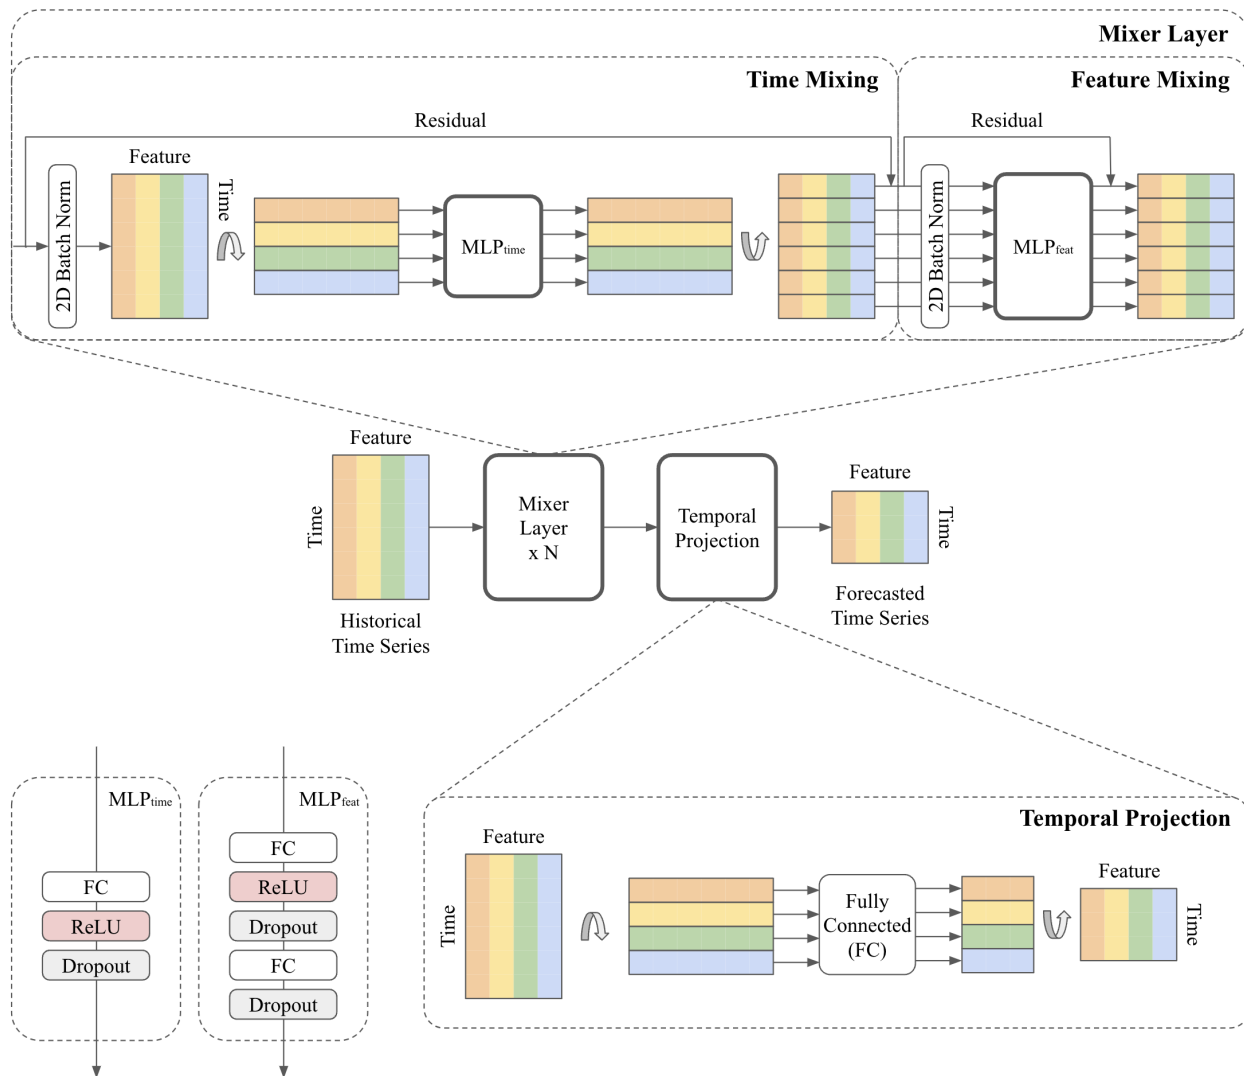 Mixer Layer
Time Mixing
Feature Mixing
Residual
Residual
Feature
Time
2D Batch Norm
MLPtime
2D Batch Norm
MLPfeat
Feature
Time
Mixer
Layer
x N
Temporal
Projection
Feature
Time
Historical
Time Series
Forecasted
Time Series
MLPtime
FC
ReLU
Dropout
MLPfeat
FC
ReLU
Dropout
FC
Dropout
Temporal Projection
Feature
Time
Fully
Connected
(FC)
Feature
Time